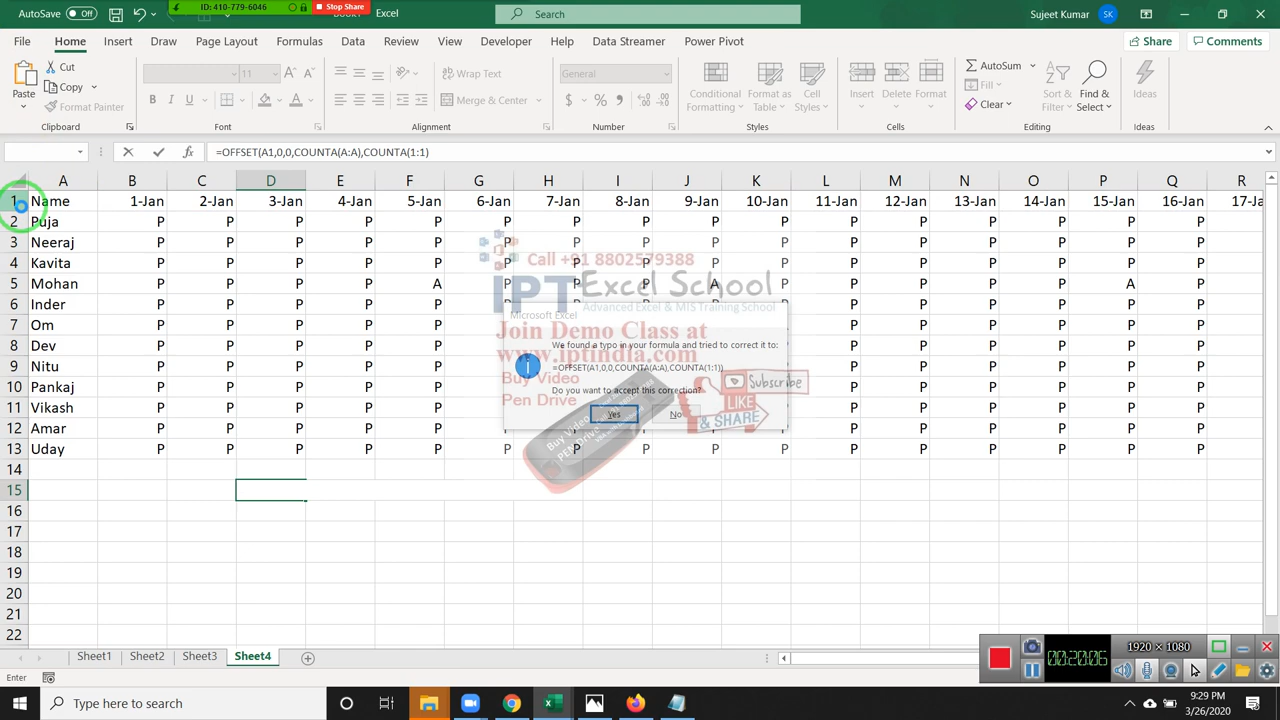 ID: 410-779-6046 Stop Share
AutoSave Off Book1 - Excel Search Sujeet Kumar SK
File Home Insert Draw Page Layout Formulas Data Review View Developer Help Data Streamer Power Pivot Share Comments
Paste Cut Copy Format Painter
Clipboard
11 B I U
Font
Wrap Text
Merge & Center
Alignment
General
$ % ,
Number
Conditional Formatting Format as Table Cell Styles
Styles
Insert Delete Format
Cells
AutoSum Fill Clear Sort & Filter Find & Select
Editing
Ideas
Ideas
=OFFSET(A1,0,0,COUNTA(A:A),COUNTA(1:1)
A B C D E F G H I J K L M N O P Q R
1 Name 1-Jan 2-Jan 3-Jan 4-Jan 5-Jan 6-Jan 7-Jan 8-Jan 9-Jan 10-Jan 11-Jan 12-Jan 13-Jan 14-Jan 15-Jan 16-Jan 17-Ja
2 Puja P P P P P P P P P P P P P P P P
3 Neeraj P P P P P P P P P P P P P P P P
4 Kavita P P P P P P P P P P P P P P P
5 Mohan P P P P A P P P A P P P P P A P
6 Inder P P P P P P P P P P P P P P P P
7 Om P P P P P P P P P P P
8 Dev P P P P P P P P P P P
9 Nitu P P P P P P P P P P P
10 Pankaj P P P P P P P P P P P
11 Vikash P P P P P P P P P P P
12 Amar P P P P P P P P P P P
13 Uday P P P P P P P P P P P P P P P P
14
15
16
17
18
19
20
21
22
Call +91 8802579388
IPT Excel School
Advanced Excel & MIS Training School
Join Demo Class at
www.iptindia.com
Buy Video
Pen Drive
Buy Video
PEN Drive
Subscribe
LIKE
& SHARE
Microsoft Excel
We found a typo in your formula and tried to correct it to:
=OFFSET(A1,0,0,COUNTA(A:A),COUNTA(1:1))
Do you want to accept this correction?
Yes No
Sheet1 Sheet2 Sheet3 Sheet4
Enter
1920 × 1080
00:20:06
Type here to search
9:29 PM
3/26/2020